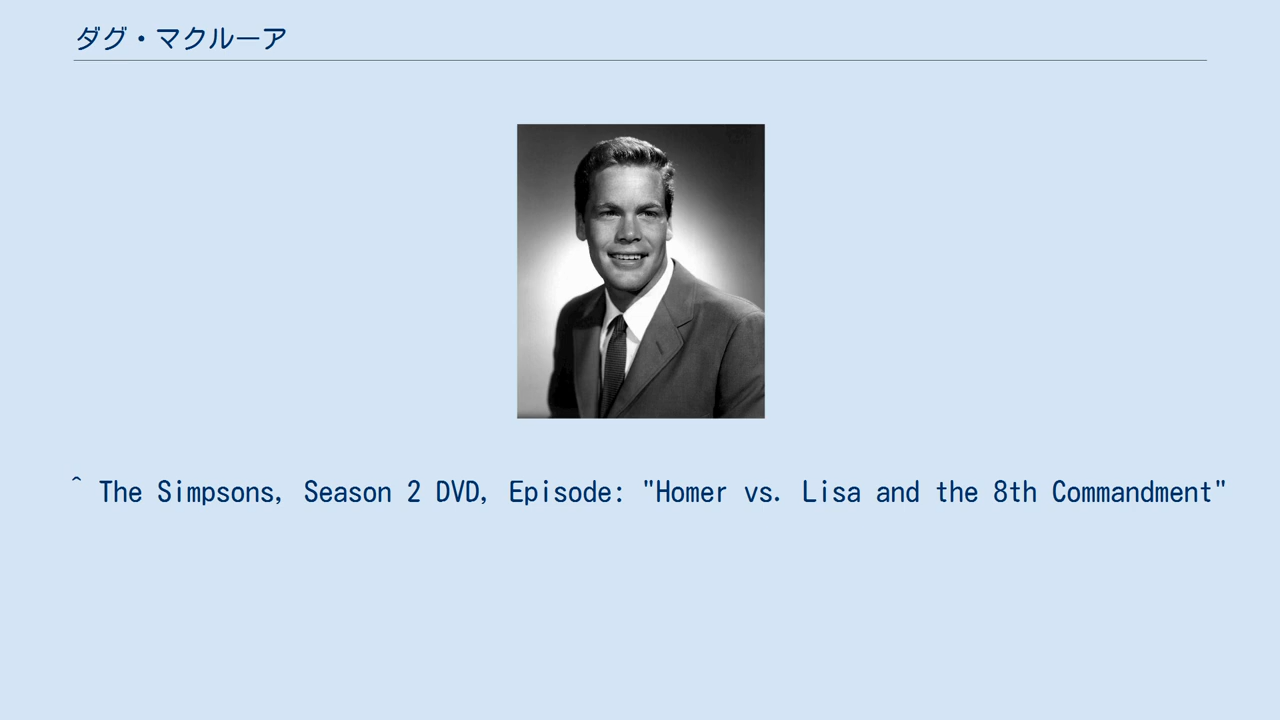 ダグ・マクルーア
^ The Simpsons, Season 2 DVD, Episode: "Homer vs. Lisa and the 8th Commandment"